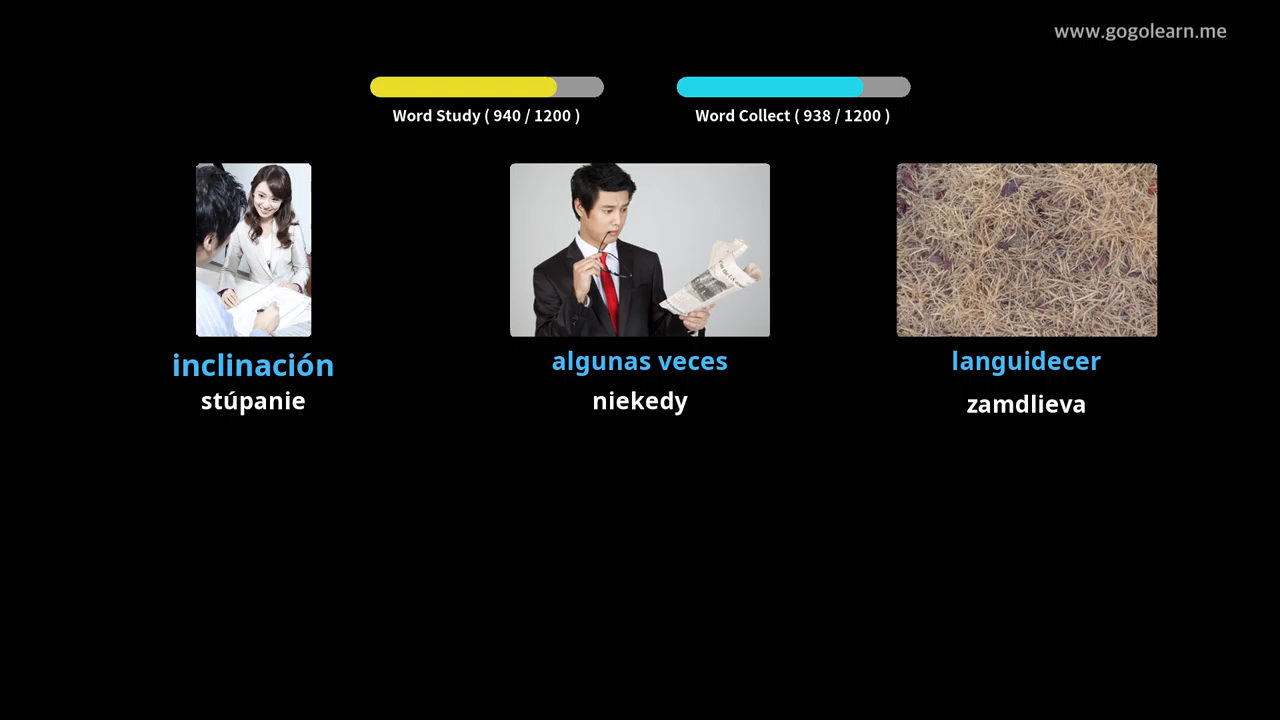 www.gogolearn.me
Word Study ( 940 / 1200 )
Word Collect ( 938 / 1200 )
inclinación
stúpanie
algunas veces
niekedy
languidecer
zamdlieva